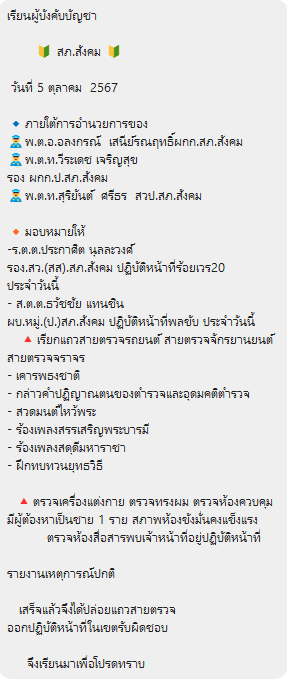 เรียนผู้บังคับบัญชา
🔰 สภ.สังคม 🔰
วันที่ 5 ตุลาคม 2567
🔹ภายใต้การอำนวยการของ
👮พ.ต.อ.อลงกรณ์ เสนีย์รณฤทธิ์ผกก.สภ.สังคม
👮พ.ต.ท.วีระเดช เจริญสุข
รอง ผกก.ป.สภ.สังคม
👮พ.ต.ท.สุริยันต์ ศรีธร สวป.สภ.สังคม
🔸มอบหมายให้
-ร.ต.ต.ประกาศิต นุลละวงศ์
รอง.สว.(สส).สภ.สังคม ปฏิบัติหน้าที่ร้อยเวร20
ประจำวันนี้
- ส.ต.ต.ธวัชชัย แทนซิน
ผบ.หมู่.(ป.)สภ.สังคม ปฏิบัติหน้าที่พลขับ ประจำวันนี้
🔺เรียกแถวสายตรวจรถยนต์ สายตรวจจักรยานยนต์
สายตรวจจราจร
- เคารพธงชาติ
- กล่าวคำปฏิญาณตนของตำรวจและอุดมคติตำรวจ
- สวดมนต์ไหว้พระ
- ร้องเพลงสรรเสริญพระบารมี
- ร้องเพลงสดุดีมหาราชา
- ฝึกทบทวนยุทธวิธี
🔺ตรวจเครื่องแต่งกาย ตรวจทรงผม ตรวจห้องควบคุม
มีผู้ต้องหาเป็นชาย 1 ราย สภาพห้องขังมั่นคงแข็งแรง
ตรวจห้องสื่อสารพบเจ้าหน้าที่อยู่ปฏิบัติหน้าที่
รายงานเหตุการณ์ปกติ
เสร็จแล้วจึงได้ปล่อยแถวสายตรวจ
ออกปฏิบัติหน้าที่ในเขตรับผิดชอบ
จึงเรียนมาเพื่อโปรดทราบ